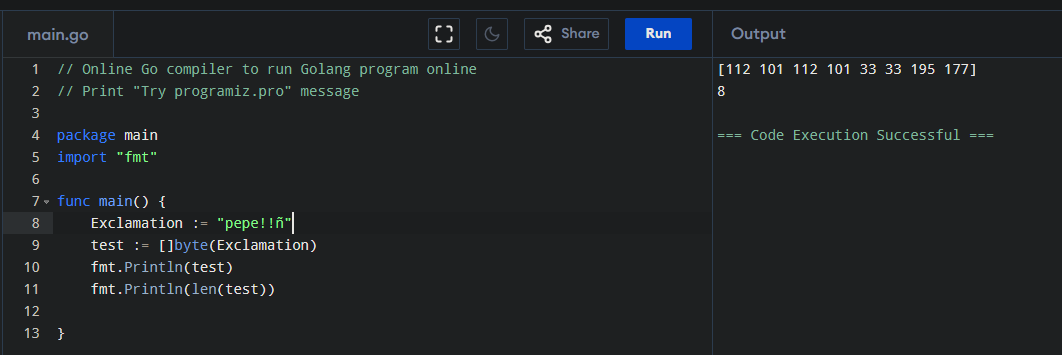 main.go
Share
Run
Output
1 // Online Go compiler to run Golang program online
2 // Print "Try programiz.pro" message
3
4 package main
5 import "fmt"
6
7 func main() {
8     Exclamation := "pepe!!ñ"
9     test := []byte(Exclamation)
10     fmt.Println(test)
11     fmt.Println(len(test))
12
13 }
[112 101 112 101 33 33 195 177]
8
=== Code Execution Successful ===